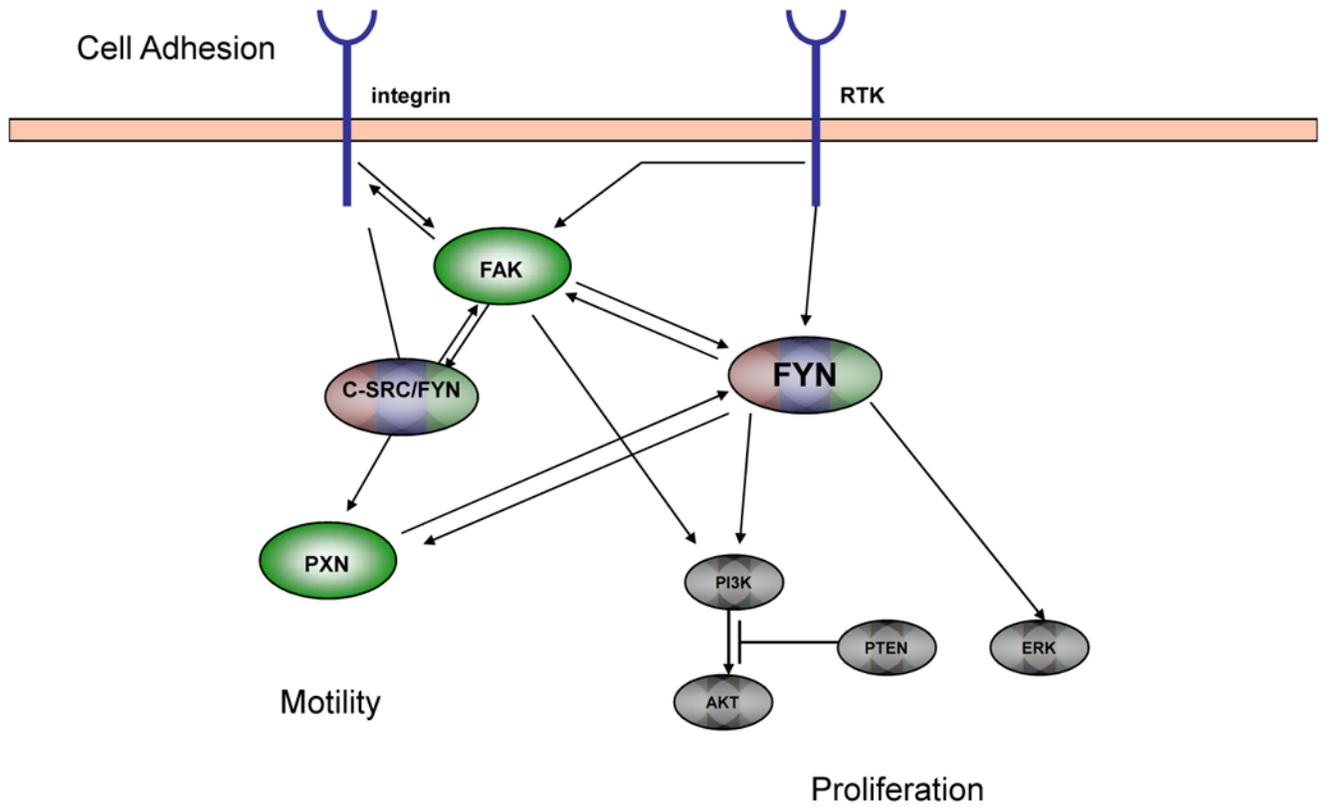 Cell Adhesion
integrin
RTK
FAK
FYN
C-SRC/FYN
PXN
PI3K
PTEN
ERK
AKT
Motility
Proliferation